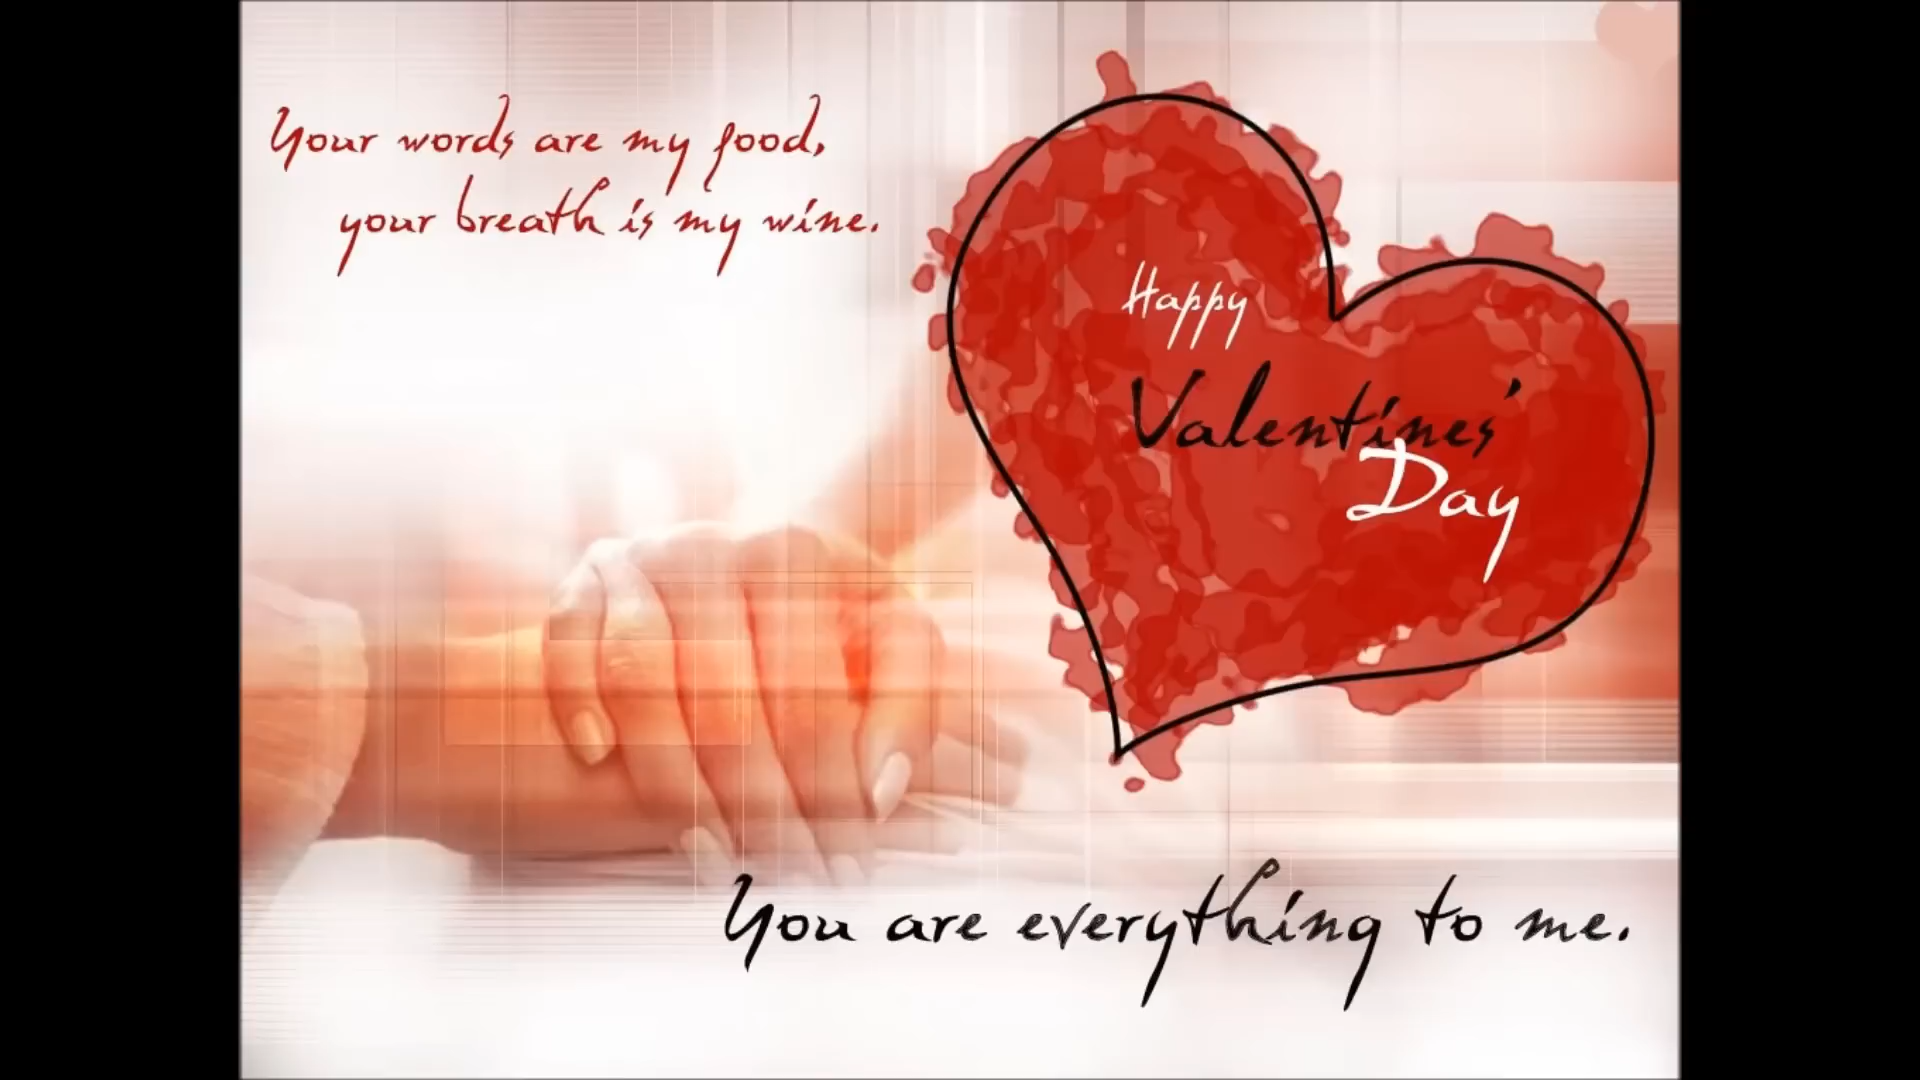 Your words are my food,
your breath is my wine.
Happy
Valentines'
Day
You are everything to me.